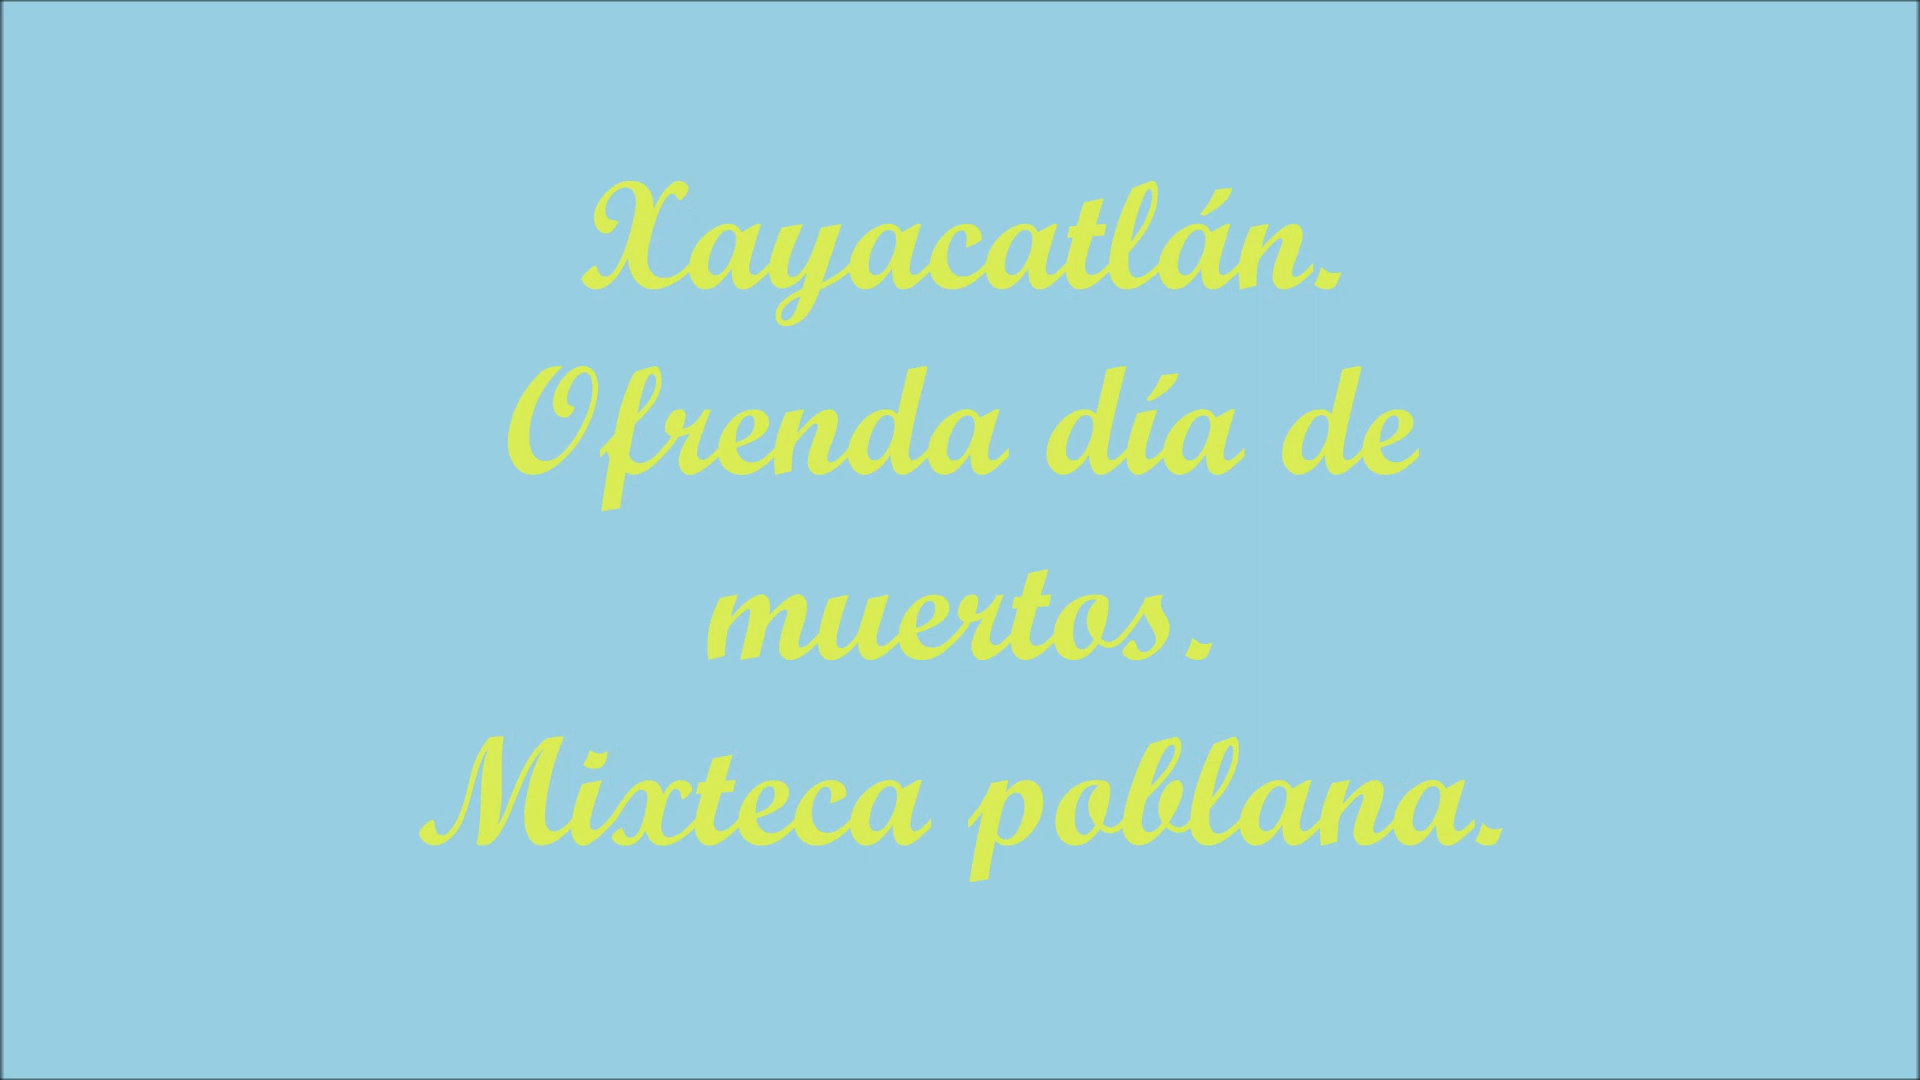 Xayacatlán.
Ofrenda día de
muertos.
Mixteca poblana.